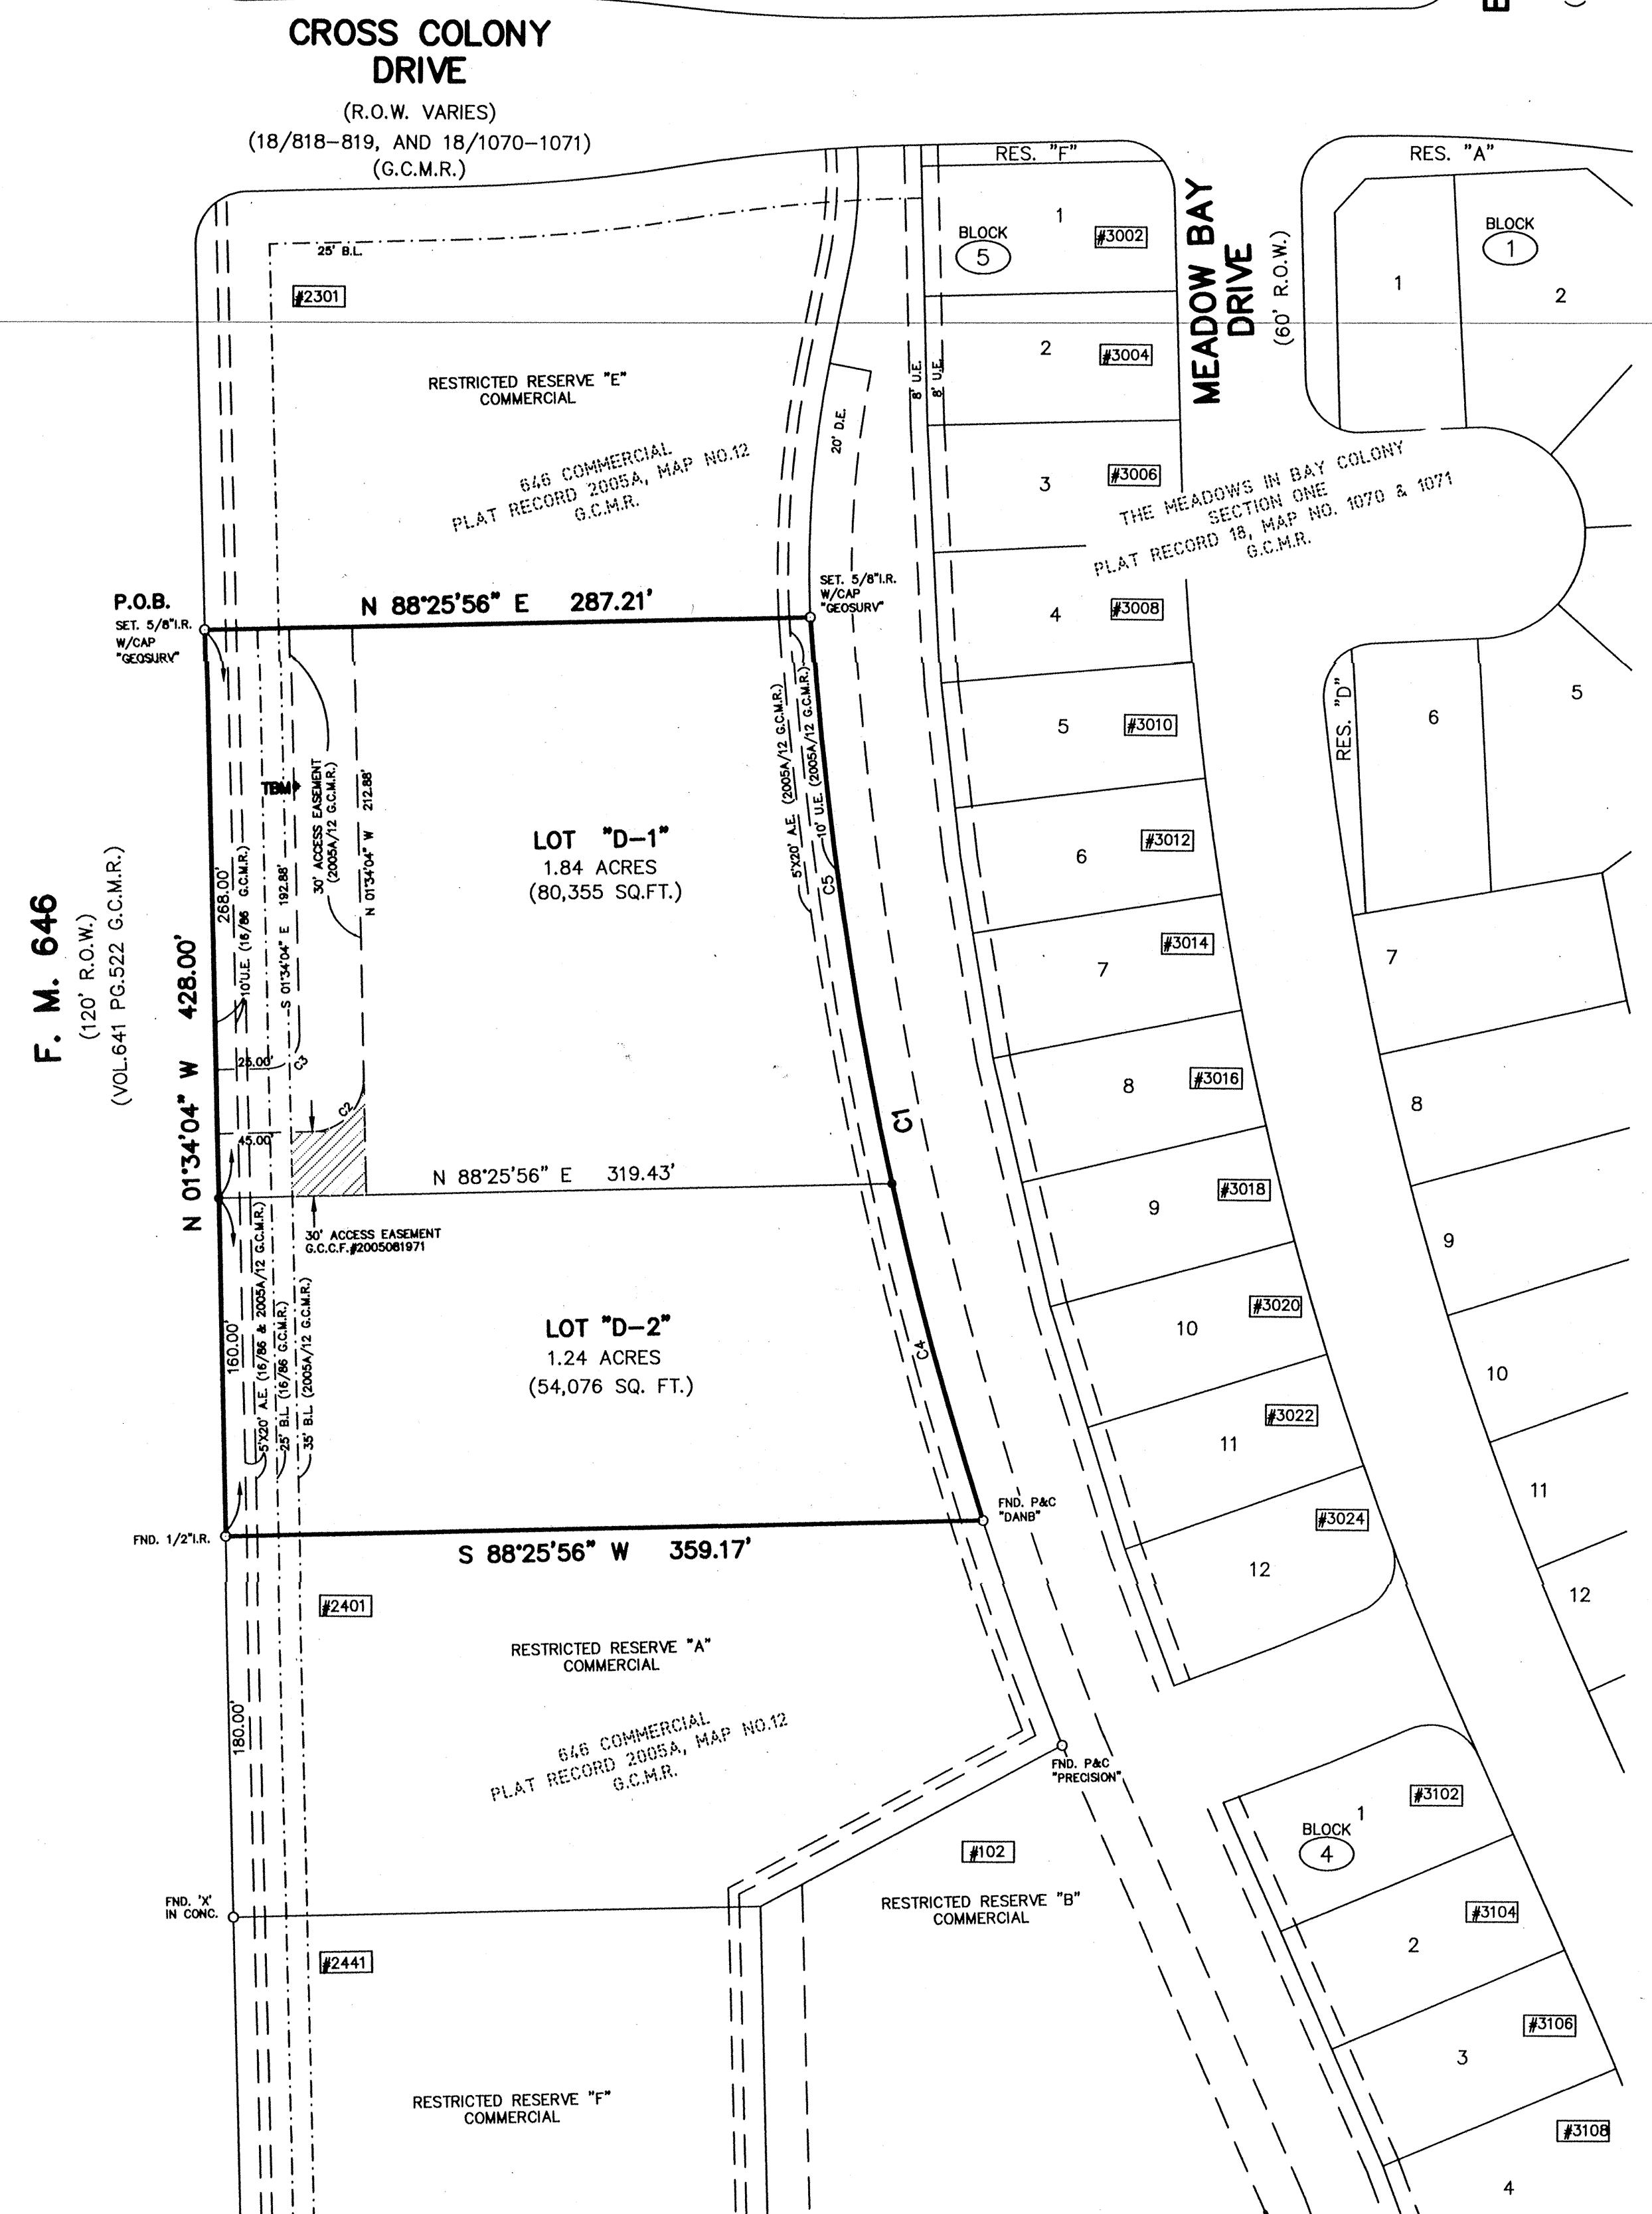 CROSS COLONY
DRIVE
(R.O.W. VARIES)
(18/818-819, AND 18/1070-1071)
(G.C.M.R.)
RES. "F"
RES. "A"
MEADOW BAY
DRIVE
(60' R.O.W.)
BLOCK
5
1
#3002
BLOCK
1
1
2
25' B.L.
#2301
2
#3004
8' U.E.
8' U.E.
RESTRICTED RESERVE "E"
COMMERCIAL
20' D.E.
646 COMMERCIAL
PLAT RECORD 2005A, MAP NO.12
G.C.M.R.
3
#3006
THE MEADOWS IN BAY COLONY
SECTION ONE
PLAT RECORD 18, MAP NO. 1070 & 1071
G.C.M.R.
P.O.B.
SET. 5/8"I.R.
W/CAP
"GEOSURV"
N 88°25'56" E 287.21'
SET. 5/8"I.R.
W/CAP
"GEOSURV"
4
#3008
5
#3010
RES. "D"
6
5
TBM
30' ACCESS EASEMENT
(2005A/12 G.C.M.R.)
N 01°34'04" W 212.88'
5'X20' A.E. (2005A/12 G.C.M.R.)
10' U.E. (2005A/12 G.C.M.R.)
C5
LOT "D-1"
1.84 ACRES
(80,355 SQ.FT.)
6
#3012
F. M. 646
(120' R.O.W.)
(VOL.641 PG.522 G.C.M.R.)
N 01°34'04" W 428.00'
268.00'
10'U.E. (16/86 G.C.M.R.)
S 01°34'04" E 192.88'
7
#3014
7
25.00'
C3
C2
45.00'
C1
8
#3016
8
N 88°25'56" E 319.43'
9
#3018
9
30' ACCESS EASEMENT
G.C.C.F.#2005081971
160.00'
5'X20' A.E. (16/86 & 2005A/12 G.C.M.R.)
25' B.L (16/86 G.C.M.R.)
35' B.L (2005A/12 G.C.M.R.)
LOT "D-2"
1.24 ACRES
(54,076 SQ. FT.)
C4
10
#3020
10
11
#3022
11
FND. P&C
"DANB"
FND. 1/2"I.R.
S 88°25'56" W 359.17'
#3024
12
12
#2401
RESTRICTED RESERVE "A"
COMMERCIAL
180.00'
646 COMMERCIAL
PLAT RECORD 2005A, MAP NO.12
G.C.M.R.
FND. P&C
"PRECISION"
#3102
1
BLOCK
4
#102
FND. 'X'
IN CONC.
RESTRICTED RESERVE "B"
COMMERCIAL
#3104
2
#2441
#3106
3
RESTRICTED RESERVE "F"
COMMERCIAL
#3108
4